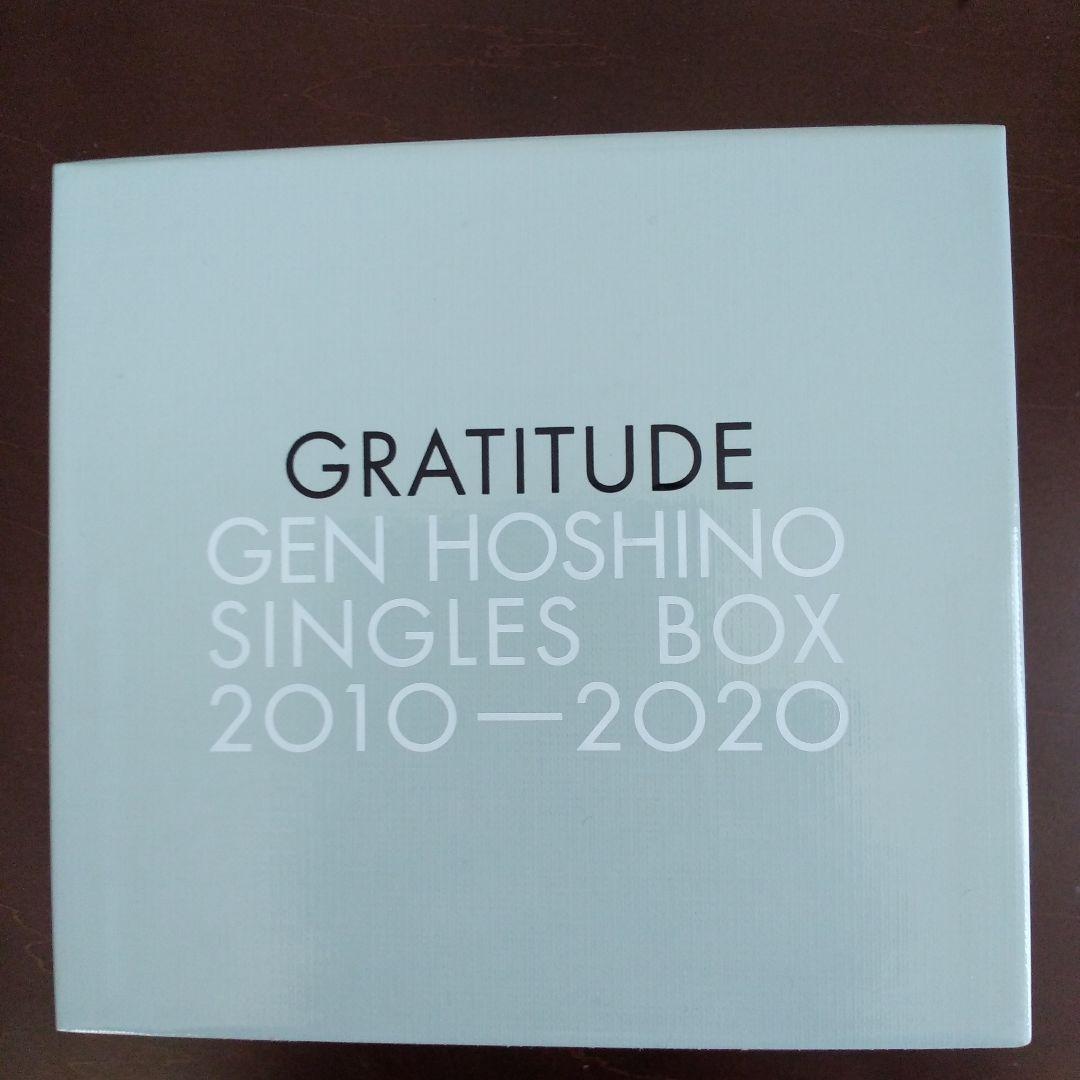 GRATITUDE
GEN HOSHINO
SINGLES BOX
2010—2020